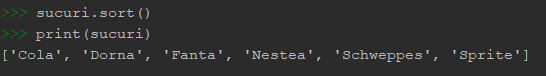 >>> sucuri.sort()
>>> print(sucuri)
['Cola', 'Dorna', 'Fanta', 'Nestea', 'Schweppes', 'Sprite']